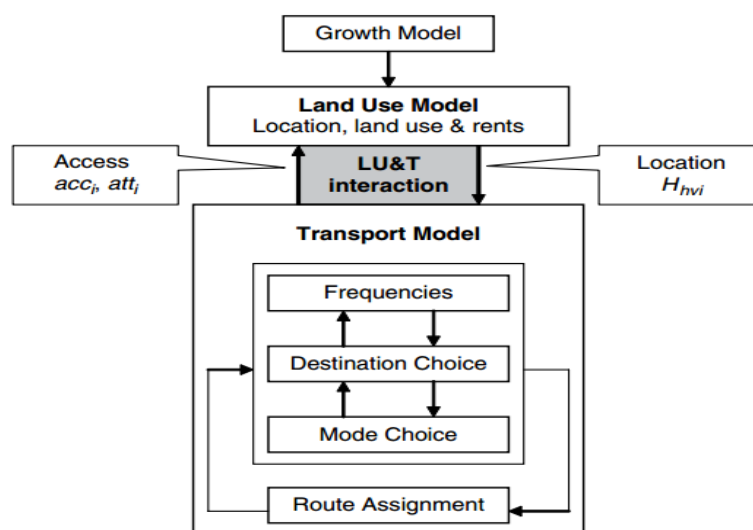 Growth Model
Land Use Model
Location, land use & rents
Access
acc_i, att_i
LU&T
interaction
Location
H_hvi
Transport Model
Frequencies
Destination Choice
Mode Choice
Route Assignment